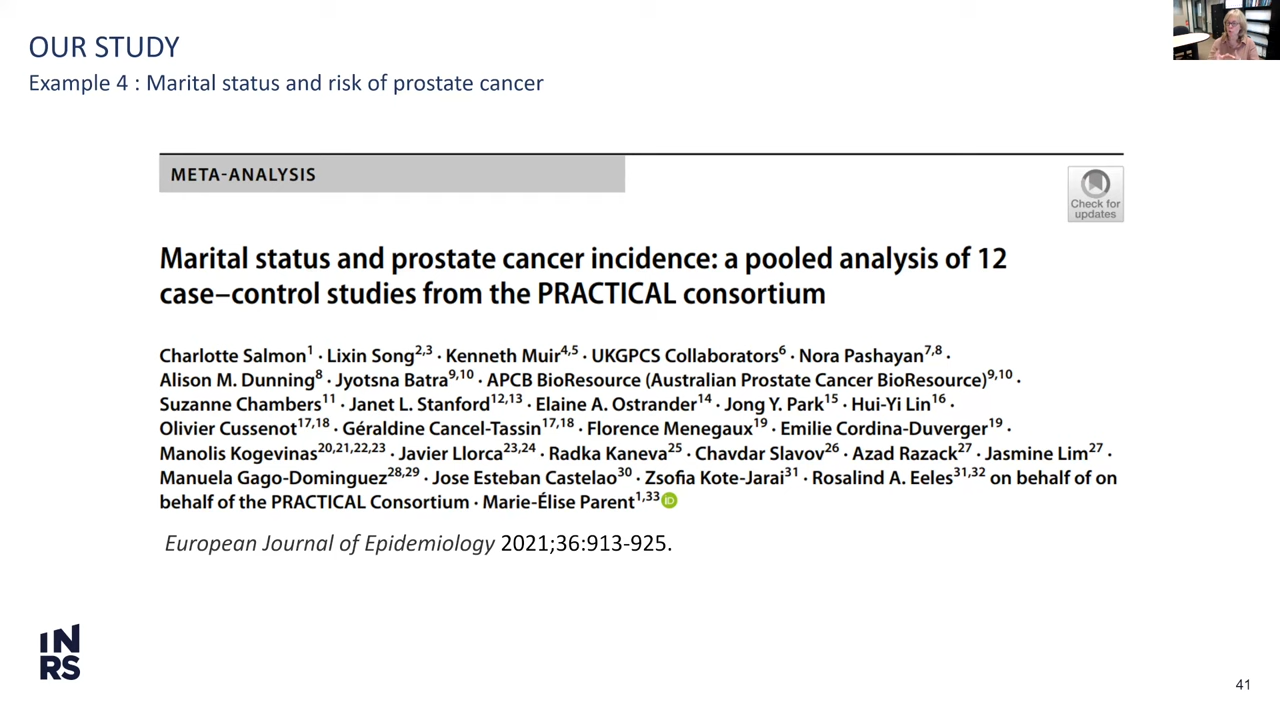 OUR STUDY
Example 4 : Marital status and risk of prostate cancer
META-ANALYSIS
Check for
updates
Marital status and prostate cancer incidence: a pooled analysis of 12
case–control studies from the PRACTICAL consortium
Charlotte Salmon1 · Lixin Song2,3 · Kenneth Muir4,5 · UKGPCS Collaborators6 · Nora Pashayan7,8 ·
Alison M. Dunning8 · Jyotsna Batra9,10 · APCB BioResource (Australian Prostate Cancer BioResource)9,10 ·
Suzanne Chambers11 · Janet L. Stanford12,13 · Elaine A. Ostrander14 · Jong Y. Park15 · Hui-Yi Lin16 ·
Olivier Cussenot17,18 · Géraldine Cancel-Tassin17,18 · Florence Menegaux19 · Emilie Cordina-Duverger19 ·
Manolis Kogevinas20,21,22,23 · Javier Llorca23,24 · Radka Kaneva25 · Chavdar Slavov26 · Azad Razack27 · Jasmine Lim27 ·
Manuela Gago-Dominguez28,29 · Jose Esteban Castelao30 · Zsofia Kote-Jarai31 · Rosalind A. Eeles31,32 on behalf of on
behalf of the PRACTICAL Consortium · Marie-Élise Parent1,33 iD
European Journal of Epidemiology 2021;36:913-925.
IN
RS
41